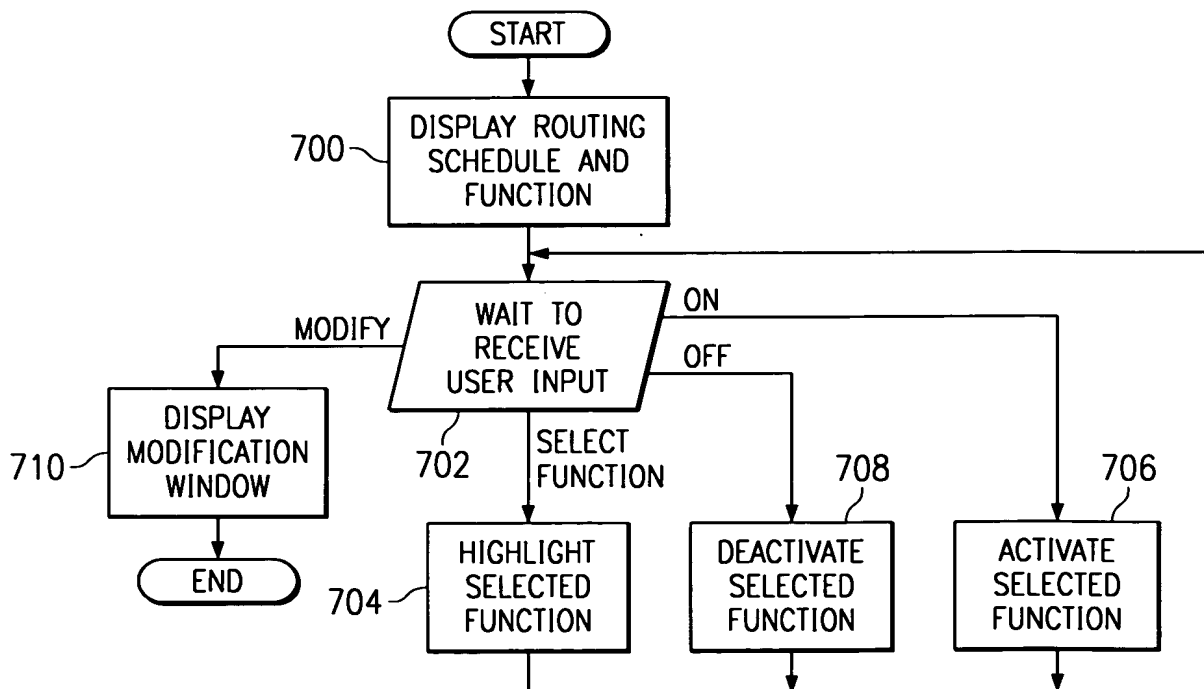 START
DISPLAY ROUTING
SCHEDULE AND
FUNCTION
700
WAIT TO
RECEIVE
USER INPUT
702
MODIFY
ON
OFF
SELECT
FUNCTION
DISPLAY
MODIFICATION
WINDOW
710
END
HIGHLIGHT
SELECTED
FUNCTION
704
DEACTIVATE
SELECTED
FUNCTION
708
ACTIVATE
SELECTED
FUNCTION
706